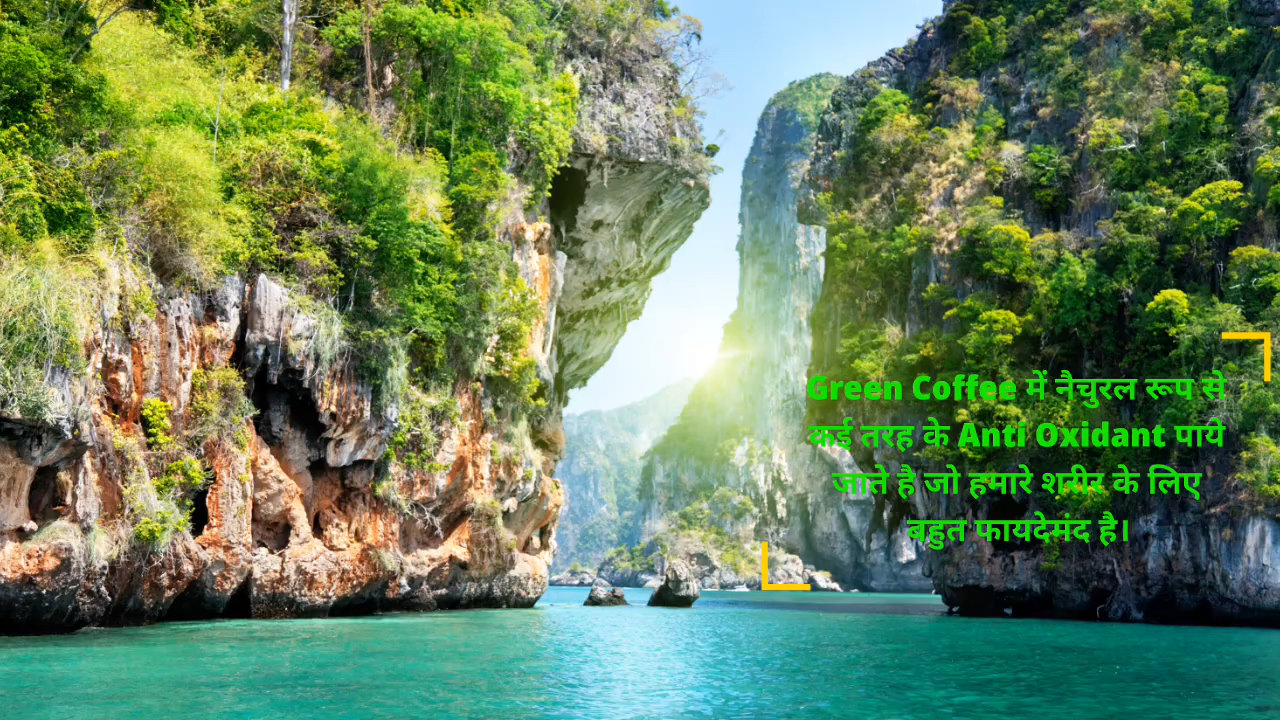 Green Coffee में नैचुरल रूप से
कई तरह के Anti Oxidant पाये
जाते है जो हमारे शरीर के लिए
बहुत फायदेमंद है।